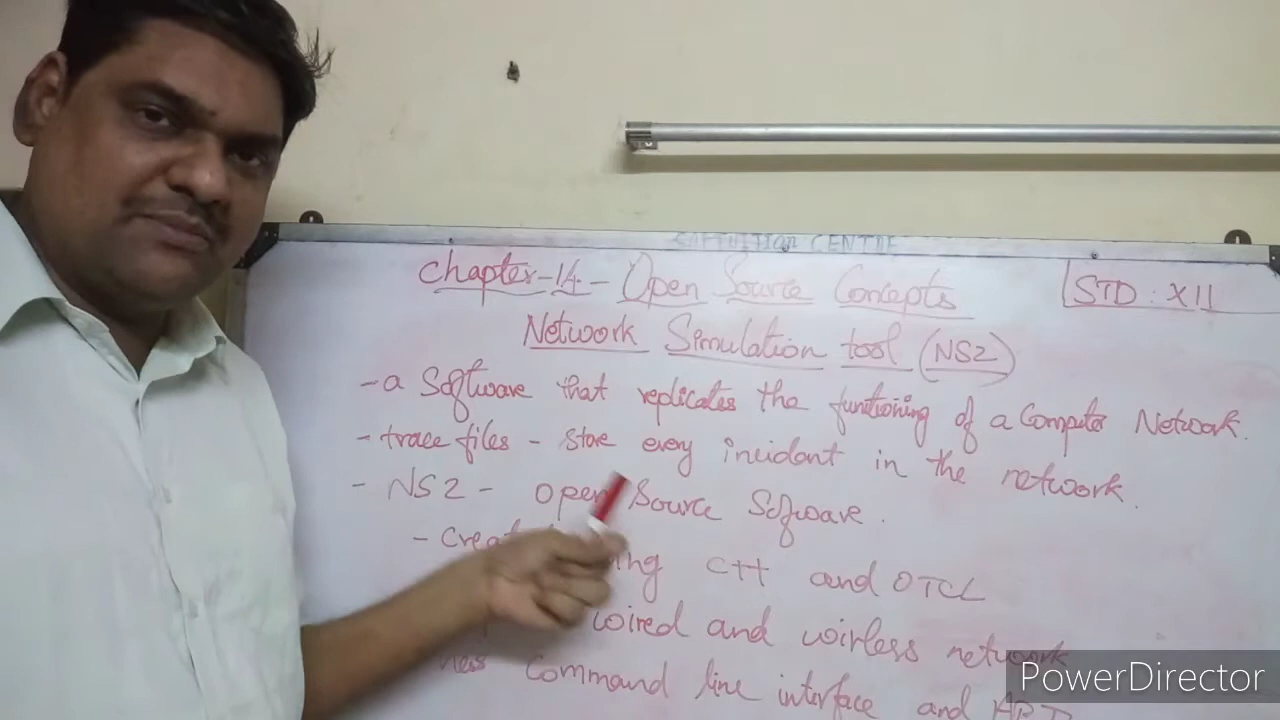 CENTRE
Chapter-14 - Open Source Concepts
STD : XII
Network Simulation tool (NS2)
- a Software that replicates the functioning of a Computer Network.
- trace files - store every incident in the network.
- NS2 - Open Source Software.
- C++ and OTCL
wired and wirless network
command line interface and
PowerDirector